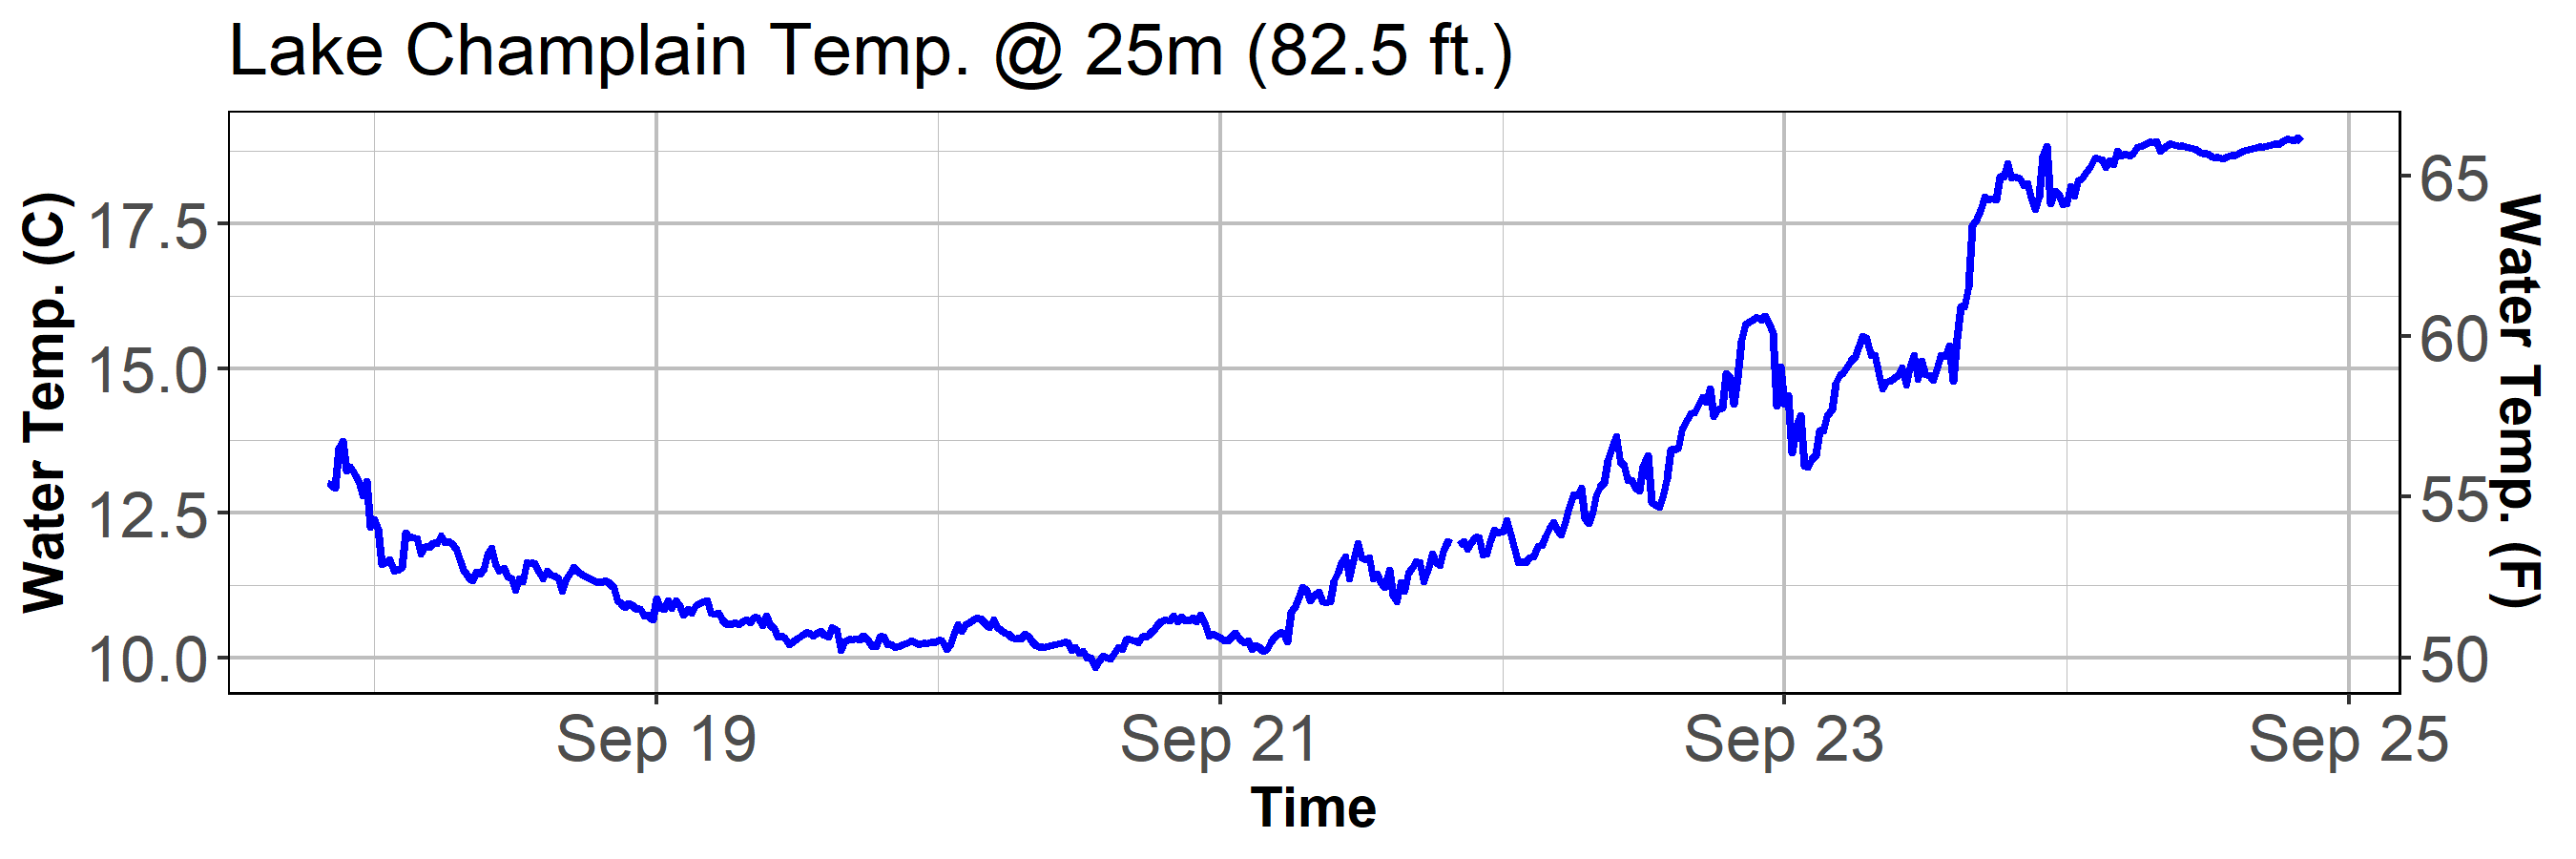 Lake Champlain Temp. @ 25m (82.5 ft.)
Water Temp. (C)
17.5
15.0
12.5
10.0
65
60
55
50
Water Temp. (F)
Sep 19
Sep 21
Sep 23
Sep 25
Time